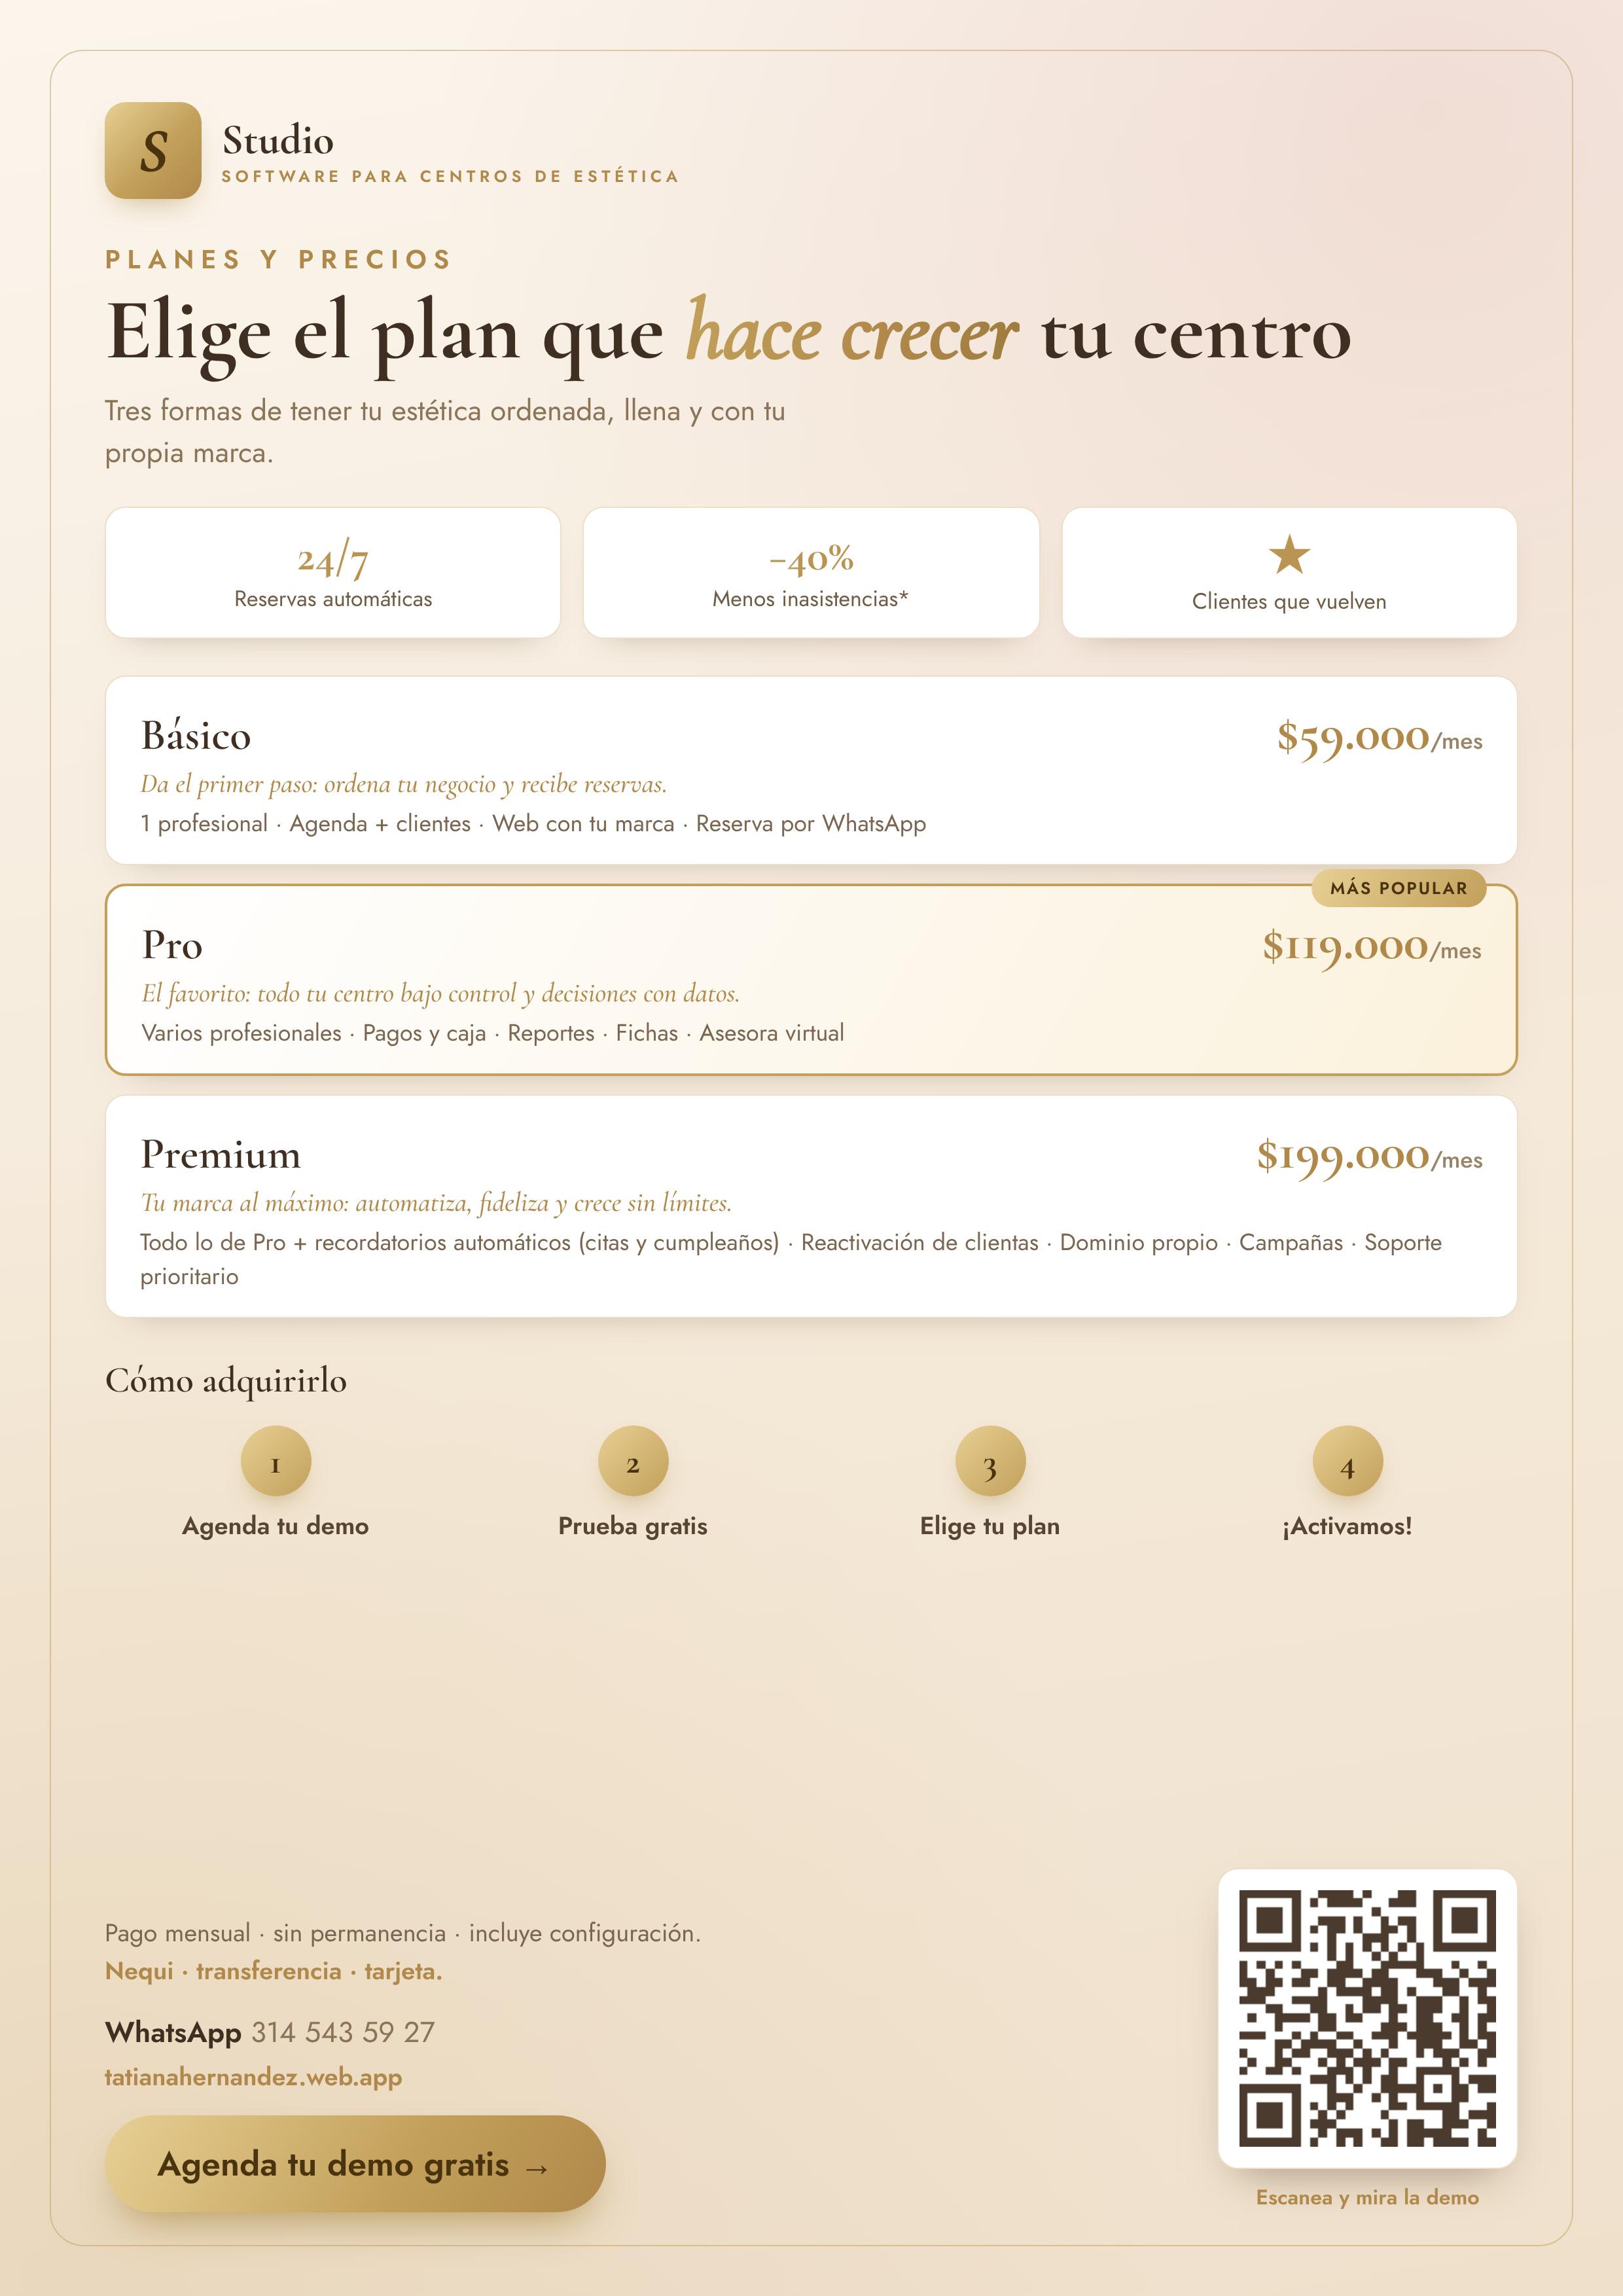 S
Studio
SOFTWARE PARA CENTROS DE ESTÉTICA
PLANES Y PRECIOS
Elige el plan que hace crecer tu centro
Tres formas de tener tu estética ordenada, llena y con tu
propia marca.
24/7
Reservas automáticas
−40%
Menos inasistencias*
★
Clientes que vuelven
Básico
$59.000/mes
Da el primer paso: ordena tu negocio y recibe reservas.
1 profesional · Agenda + clientes · Web con tu marca · Reserva por WhatsApp
MÁS POPULAR
Pro
$119.000/mes
El favorito: todo tu centro bajo control y decisiones con datos.
Varios profesionales · Pagos y caja · Reportes · Fichas · Asesora virtual
Premium
$199.000/mes
Tu marca al máximo: automatiza, fideliza y crece sin límites.
Todo lo de Pro + recordatorios automáticos (citas y cumpleaños) · Reactivación de clientas · Dominio propio · Campañas · Soporte
prioritario
Cómo adquirirlo
1
Agenda tu demo
2
Prueba gratis
3
Elige tu plan
4
¡Activamos!
Pago mensual · sin permanencia · incluye configuración.
Nequi · transferencia · tarjeta.
WhatsApp 314 543 59 27
tatianahernandez.web.app
Agenda tu demo gratis →
Escanea y mira la demo